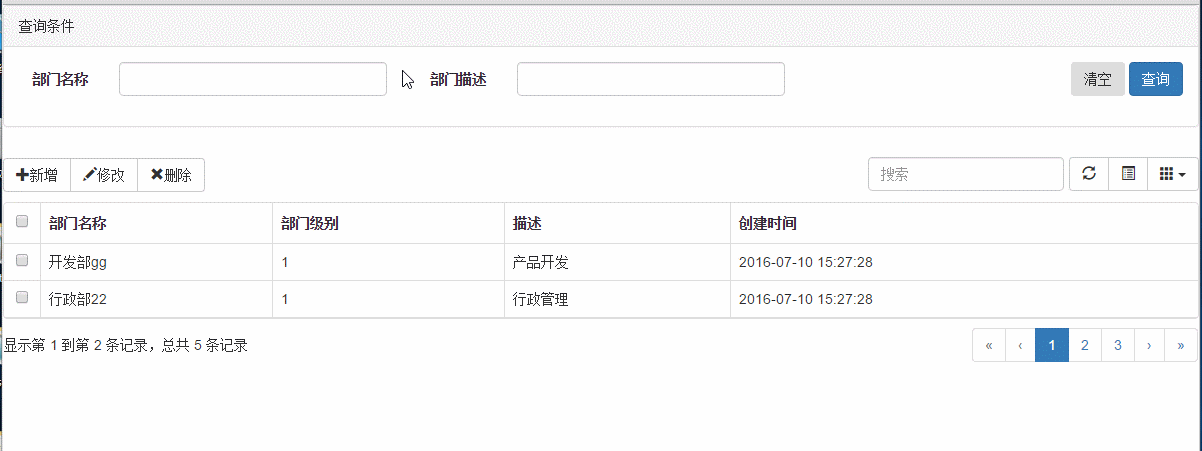 查询条件
部门名称 部门描述 清空 查询
新增 修改 删除 搜索
部门名称 部门级别 描述 创建时间
开发部gg 1 产品开发 2016-07-10 15:27:28
行政部22 1 行政管理 2016-07-10 15:27:28
显示第 1 到第 2 条记录，总共 5 条记录 « ‹ 1 2 3 › »